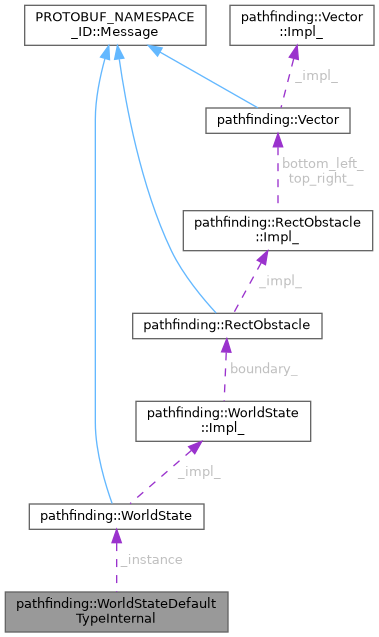 PROTOBUF_NAMESPACE
_ID::Message
pathfinding::Vector
::Impl_
_impl_
pathfinding::Vector
bottom_left_
top_right_
pathfinding::RectObstacle
::Impl_
_impl_
pathfinding::RectObstacle
boundary_
pathfinding::WorldState
::Impl_
_impl_
pathfinding::WorldState
_instance
pathfinding::WorldStateDefault
TypeInternal